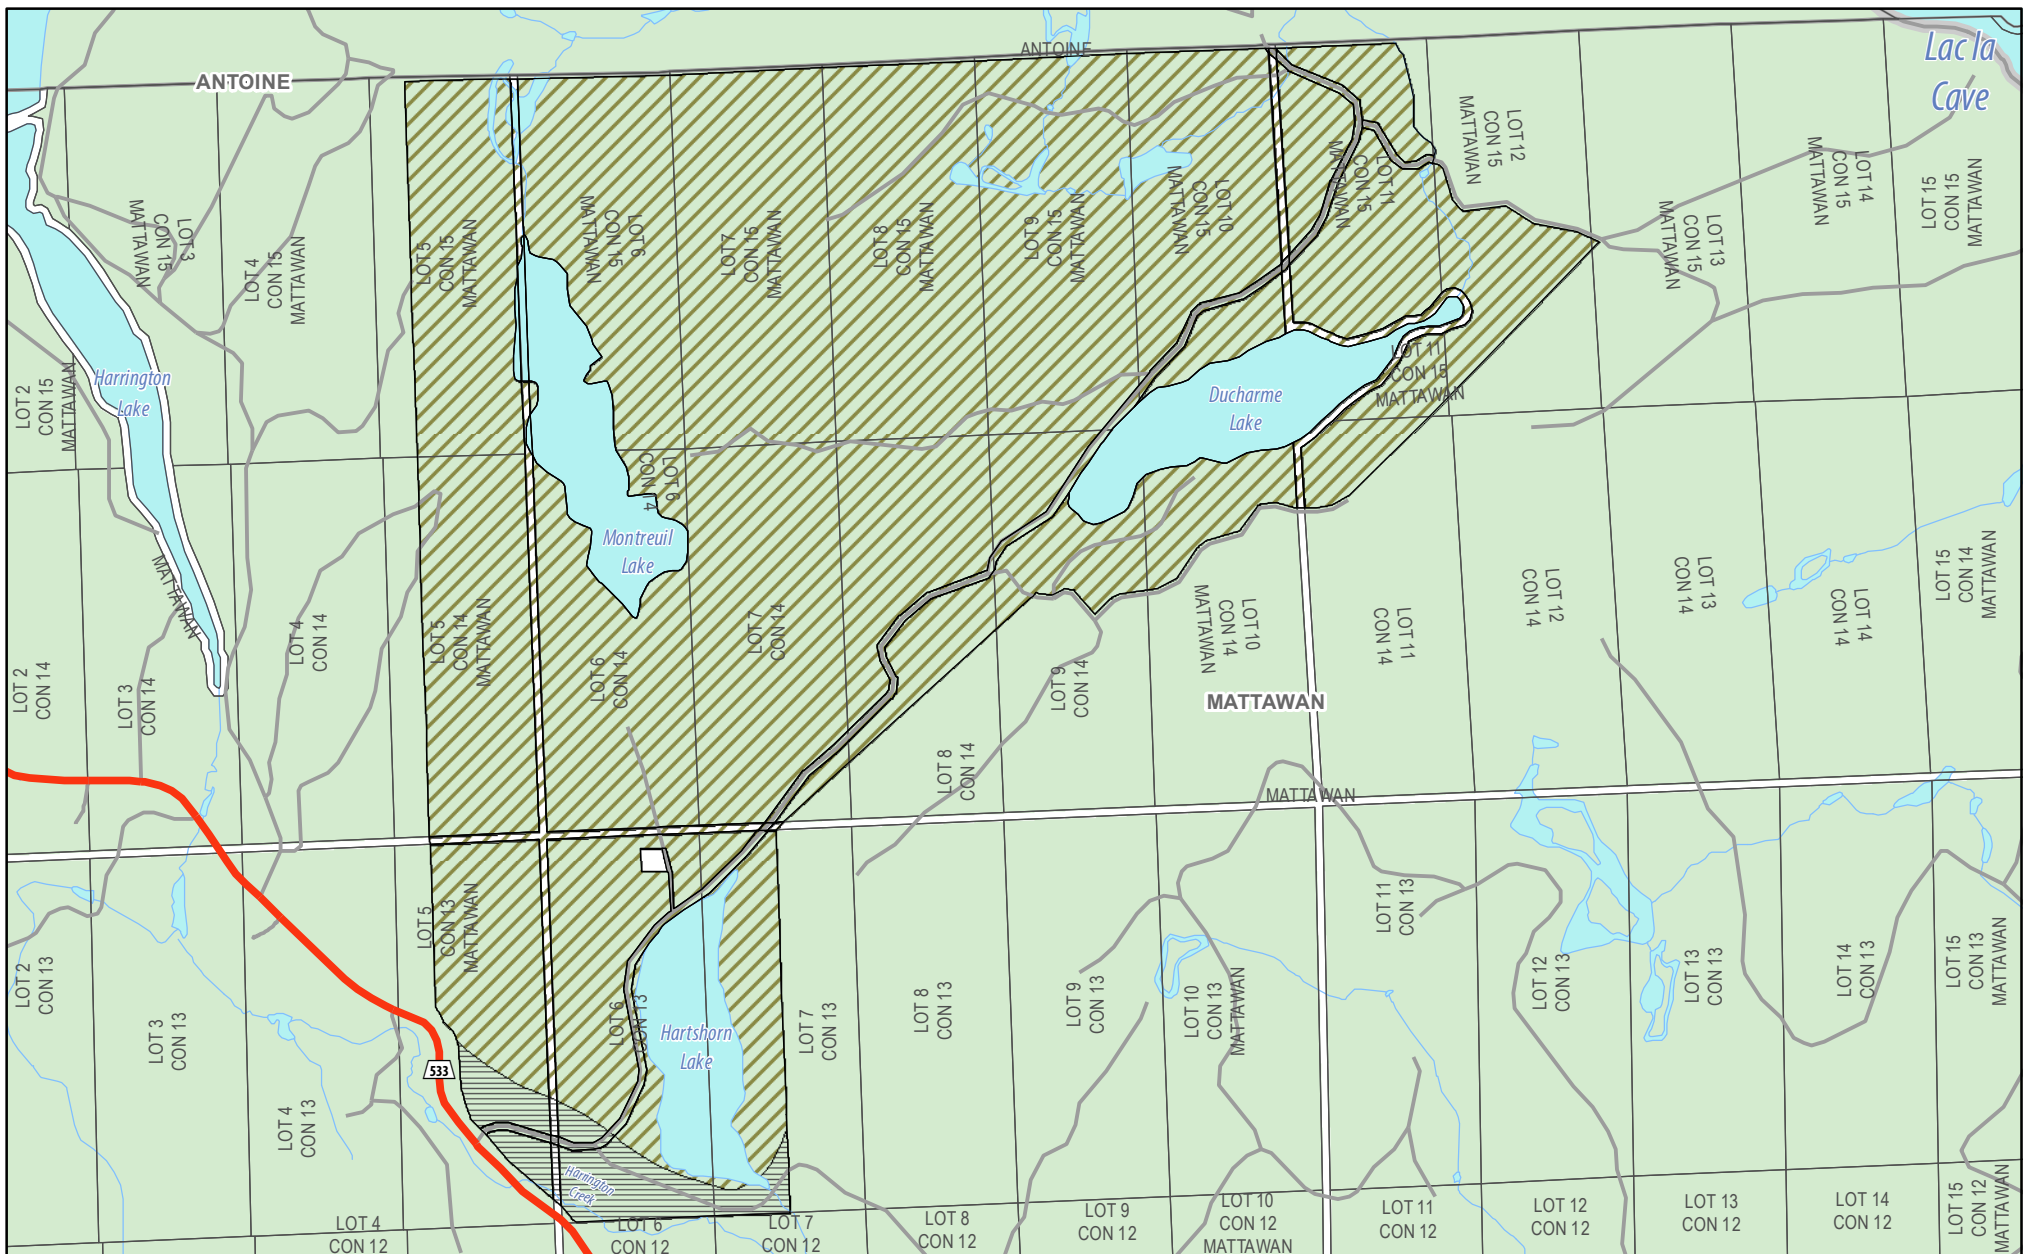 ANTOINE
ANTOINE
Lac la
Cave
LOT 3
CON 15
MATTAWAN
LOT 4
CON 15
MATTAWAN
LOT 5
CON 15
MATTAWAN
LOT 6
CON 15
MATTAWAN
LOT 7
CON 15
MATTAWAN
LOT 8
CON 15
MATTAWAN
LOT 9
CON 15
MATTAWAN
LOT 10
CON 15
MATTAWAN
LOT 11
CON 15
MATTAWAN
LOT 12
CON 15
MATTAWAN
LOT 13
CON 15
MATTAWAN
LOT 14
CON 15
MATTAWAN
LOT 15
CON 15
MATTAWAN
LOT 2
CON 15
MATTAWAN
Harrington
Lake
Ducharme
Lake
LOT 11
CON 15
MATTAWAN
LOT 6
CON 14
Montreuil
Lake
MATTAWAN
LOT 2
CON 14
LOT 3
CON 14
LOT 4
CON 14
LOT 5
CON 14
MATTAWAN
LOT 6
CON 14
LOT 7
CON 14
LOT 8
CON 14
LOT 9
CON 14
LOT 10
CON 14
MATTAWAN
LOT 11
CON 14
LOT 12
CON 14
LOT 13
CON 14
LOT 14
CON 14
LOT 15
CON 14
MATTAWAN
MATTAWAN
MATTAWAN
LOT 2
CON 13
LOT 3
CON 13
LOT 4
CON 13
LOT 5
CON 13
MATTAWAN
LOT 6
CON 13
Hartshorn
Lake
LOT 7
CON 13
LOT 8
CON 13
LOT 9
CON 13
LOT 10
CON 13
MATTAWAN
LOT 11
CON 13
LOT 12
CON 13
LOT 13
CON 13
LOT 14
CON 13
LOT 15
CON 13
MATTAWAN
533
Harrington
Creek
LOT 4
CON 12
LOT 6
CON 12
LOT 7
CON 12
LOT 8
CON 12
LOT 9
CON 12
LOT 10
CON 12
MATTAWAN
LOT 11
CON 12
LOT 12
CON 12
LOT 13
CON 12
LOT 14
CON 12
LOT 15
CON 12
MATTAWAN